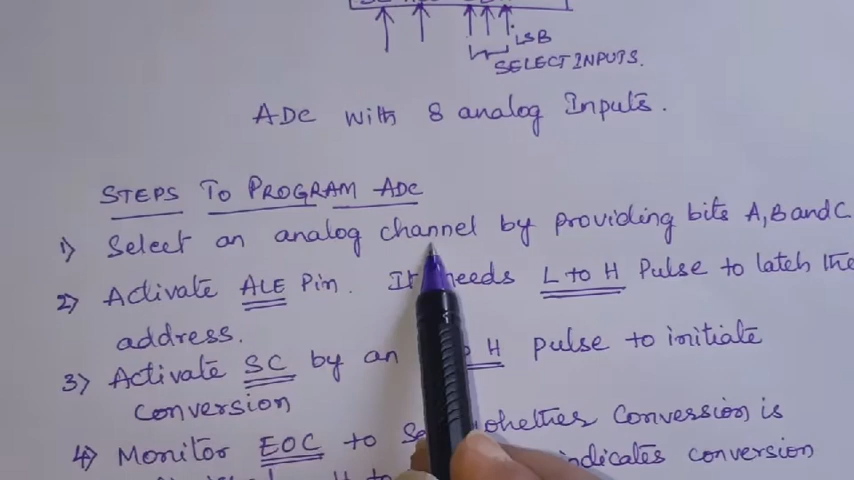 LSB
SELECT INPUTS.
ADC with 8 analog Inputs.
STEPS TO PROGRAM ADC
1) Select an analog channel by providing bits A, B and C
2) Activate ALE Pin. It needs L to H Pulse to latch the
address.
3) Activate SC by an H pulse to initiate
conversion
4) Monitor EOC to whether conversion is
indicates conversion